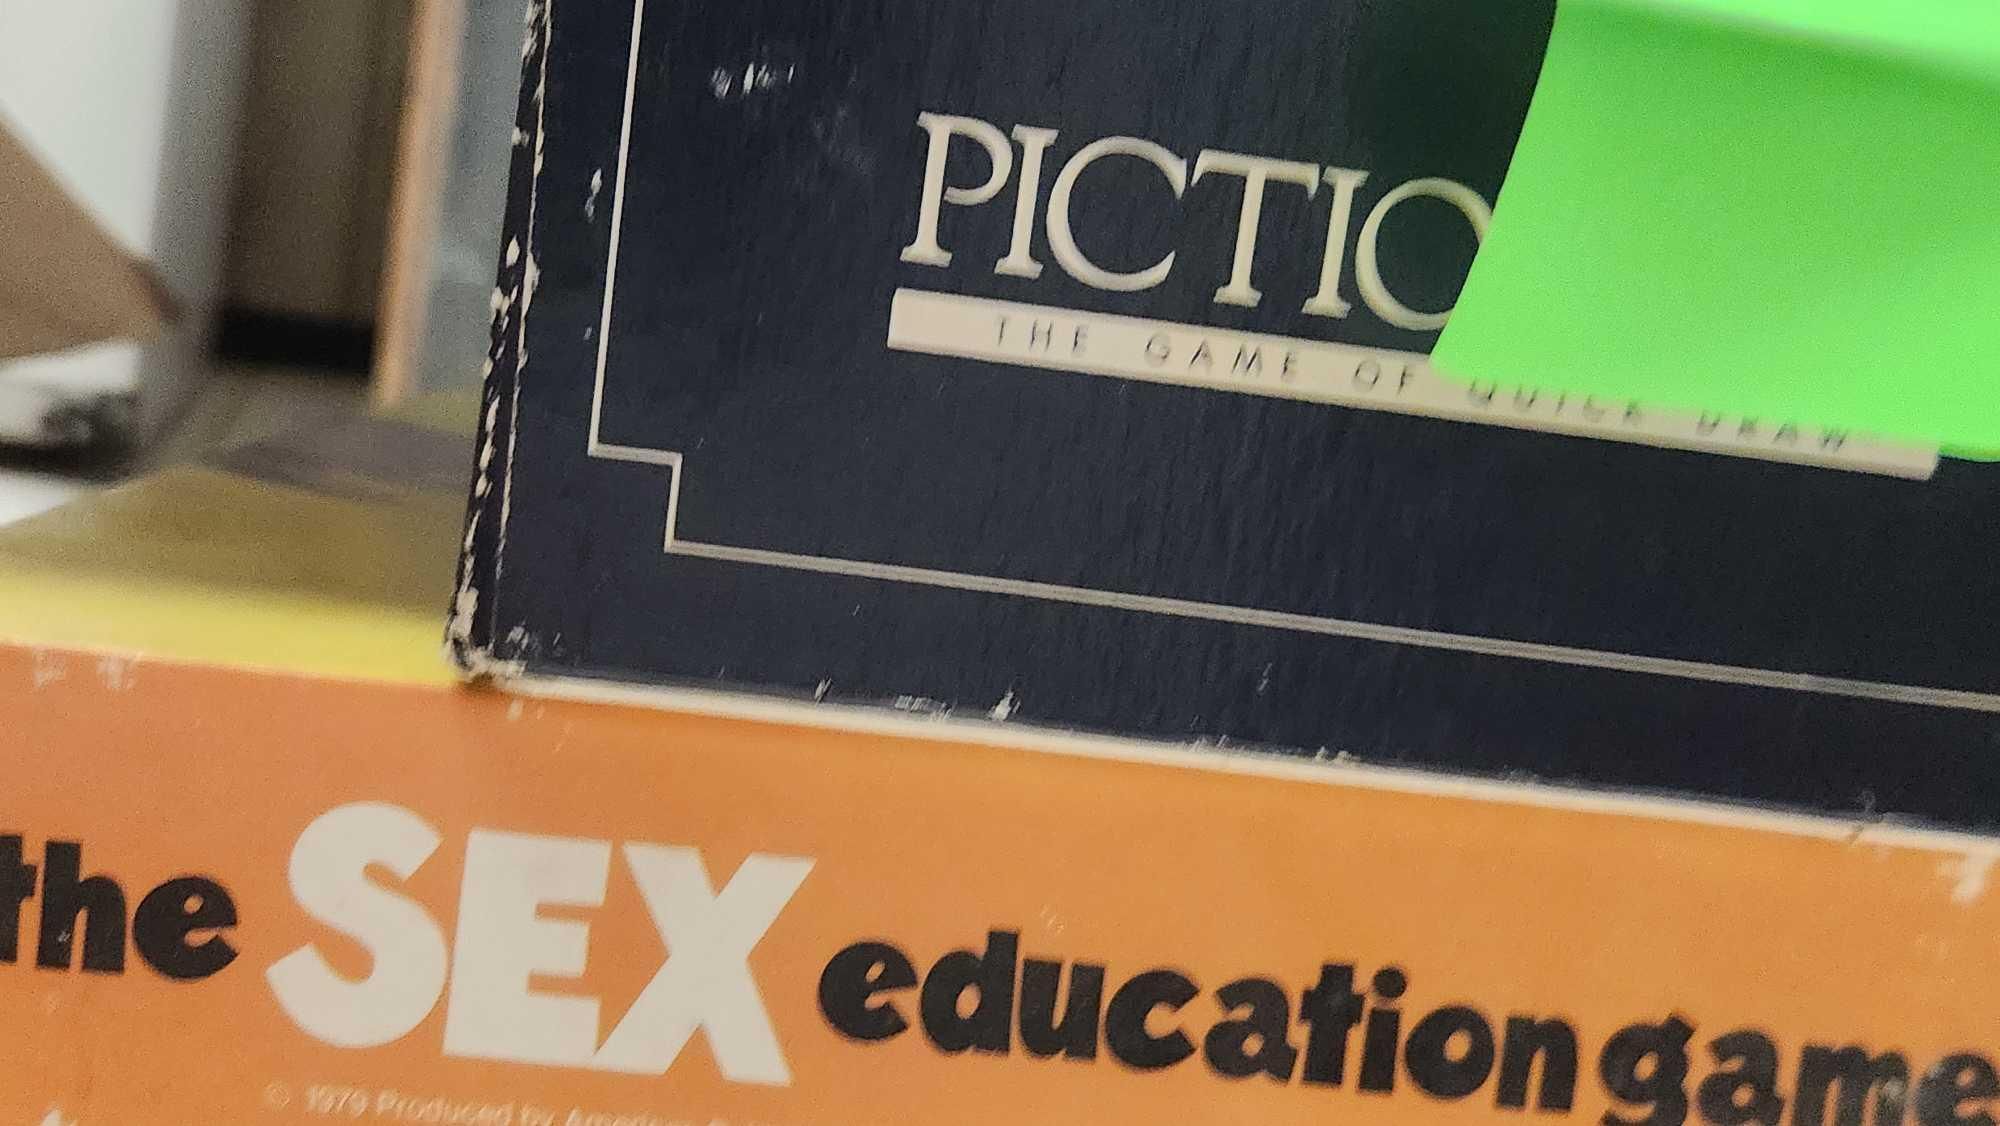 PICTIO
THE GAME OF QUICK DRAW
the SEX education game
© 1979 Produced by